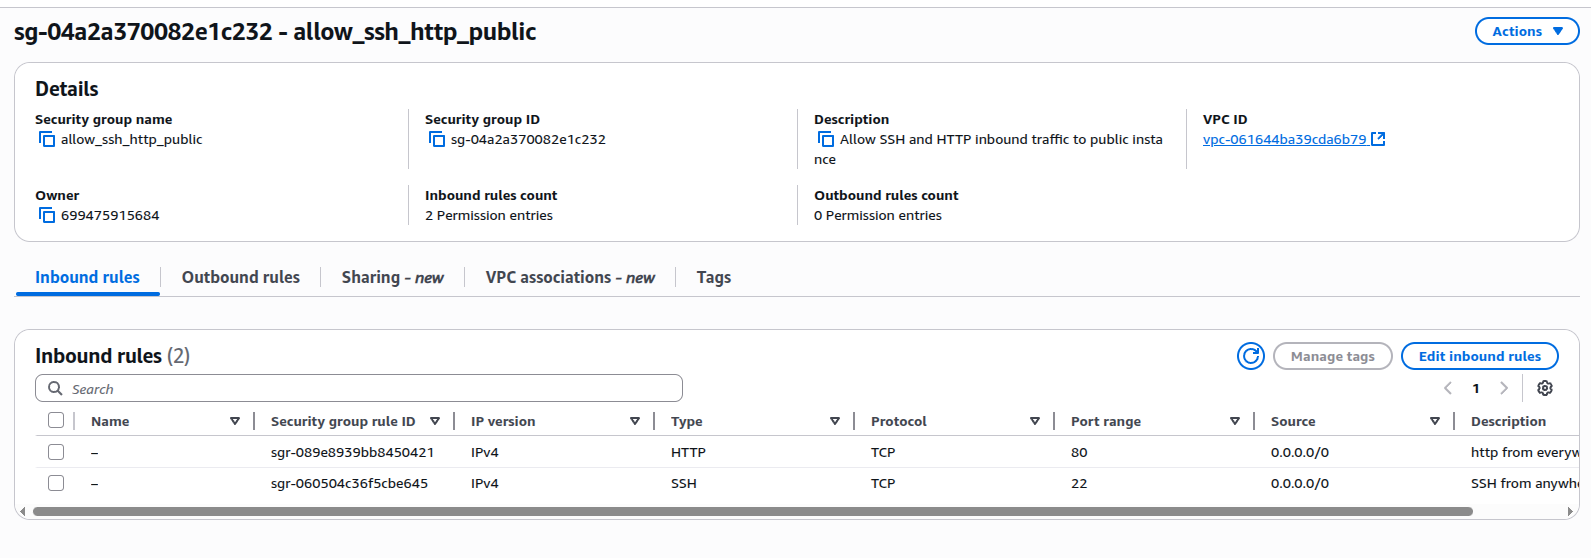 sg-04a2a370082e1c232 - allow_ssh_http_public
Actions
Details
Security group name
allow_ssh_http_public
Security group ID
sg-04a2a370082e1c232
Description
Allow SSH and HTTP inbound traffic to public insta
nce
VPC ID
vpc-061644ba39cda6b79
Owner
699475915684
Inbound rules count
2 Permission entries
Outbound rules count
0 Permission entries
Inbound rules
Outbound rules
Sharing - new
VPC associations - new
Tags
Inbound rules (2)
Manage tags
Edit inbound rules
Search
1
Name Security group rule ID IP version Type Protocol Port range Source Description
– sgr-089e8939bb8450421 IPv4 HTTP TCP 80 0.0.0.0/0 http from everyw
– sgr-060504c36f5cbe645 IPv4 SSH TCP 22 0.0.0.0/0 SSH from anywhe